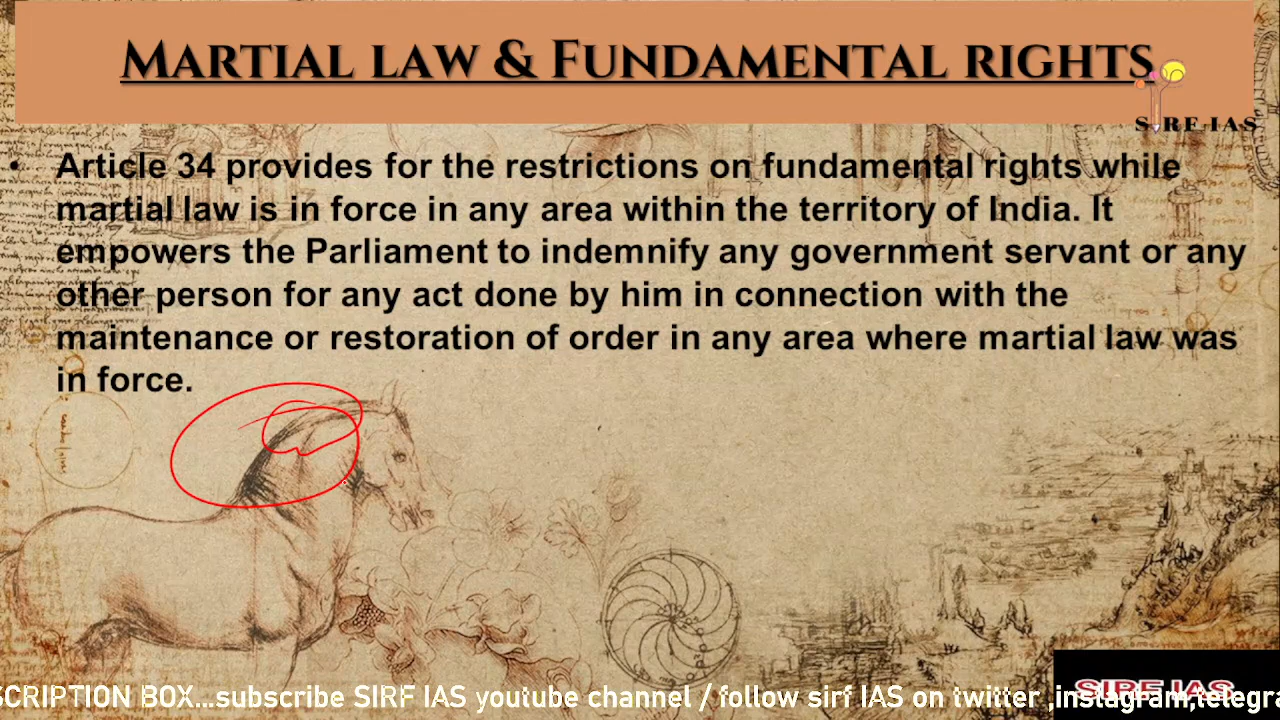 MARTIAL LAW & FUNDAMENTAL RIGHTS
SIRF IAS
• Article 34 provides for the restrictions on fundamental rights while
martial law is in force in any area within the territory of India. It
empowers the Parliament to indemnify any government servant or any
other person for any act done by him in connection with the
maintenance or restoration of order in any area where martial law was
in force.
SIRF IAS
SCRIPTION BOX...subscribe SIRF IAS youtube channel / follow sirf IAS on twitter ,instagram,telegra